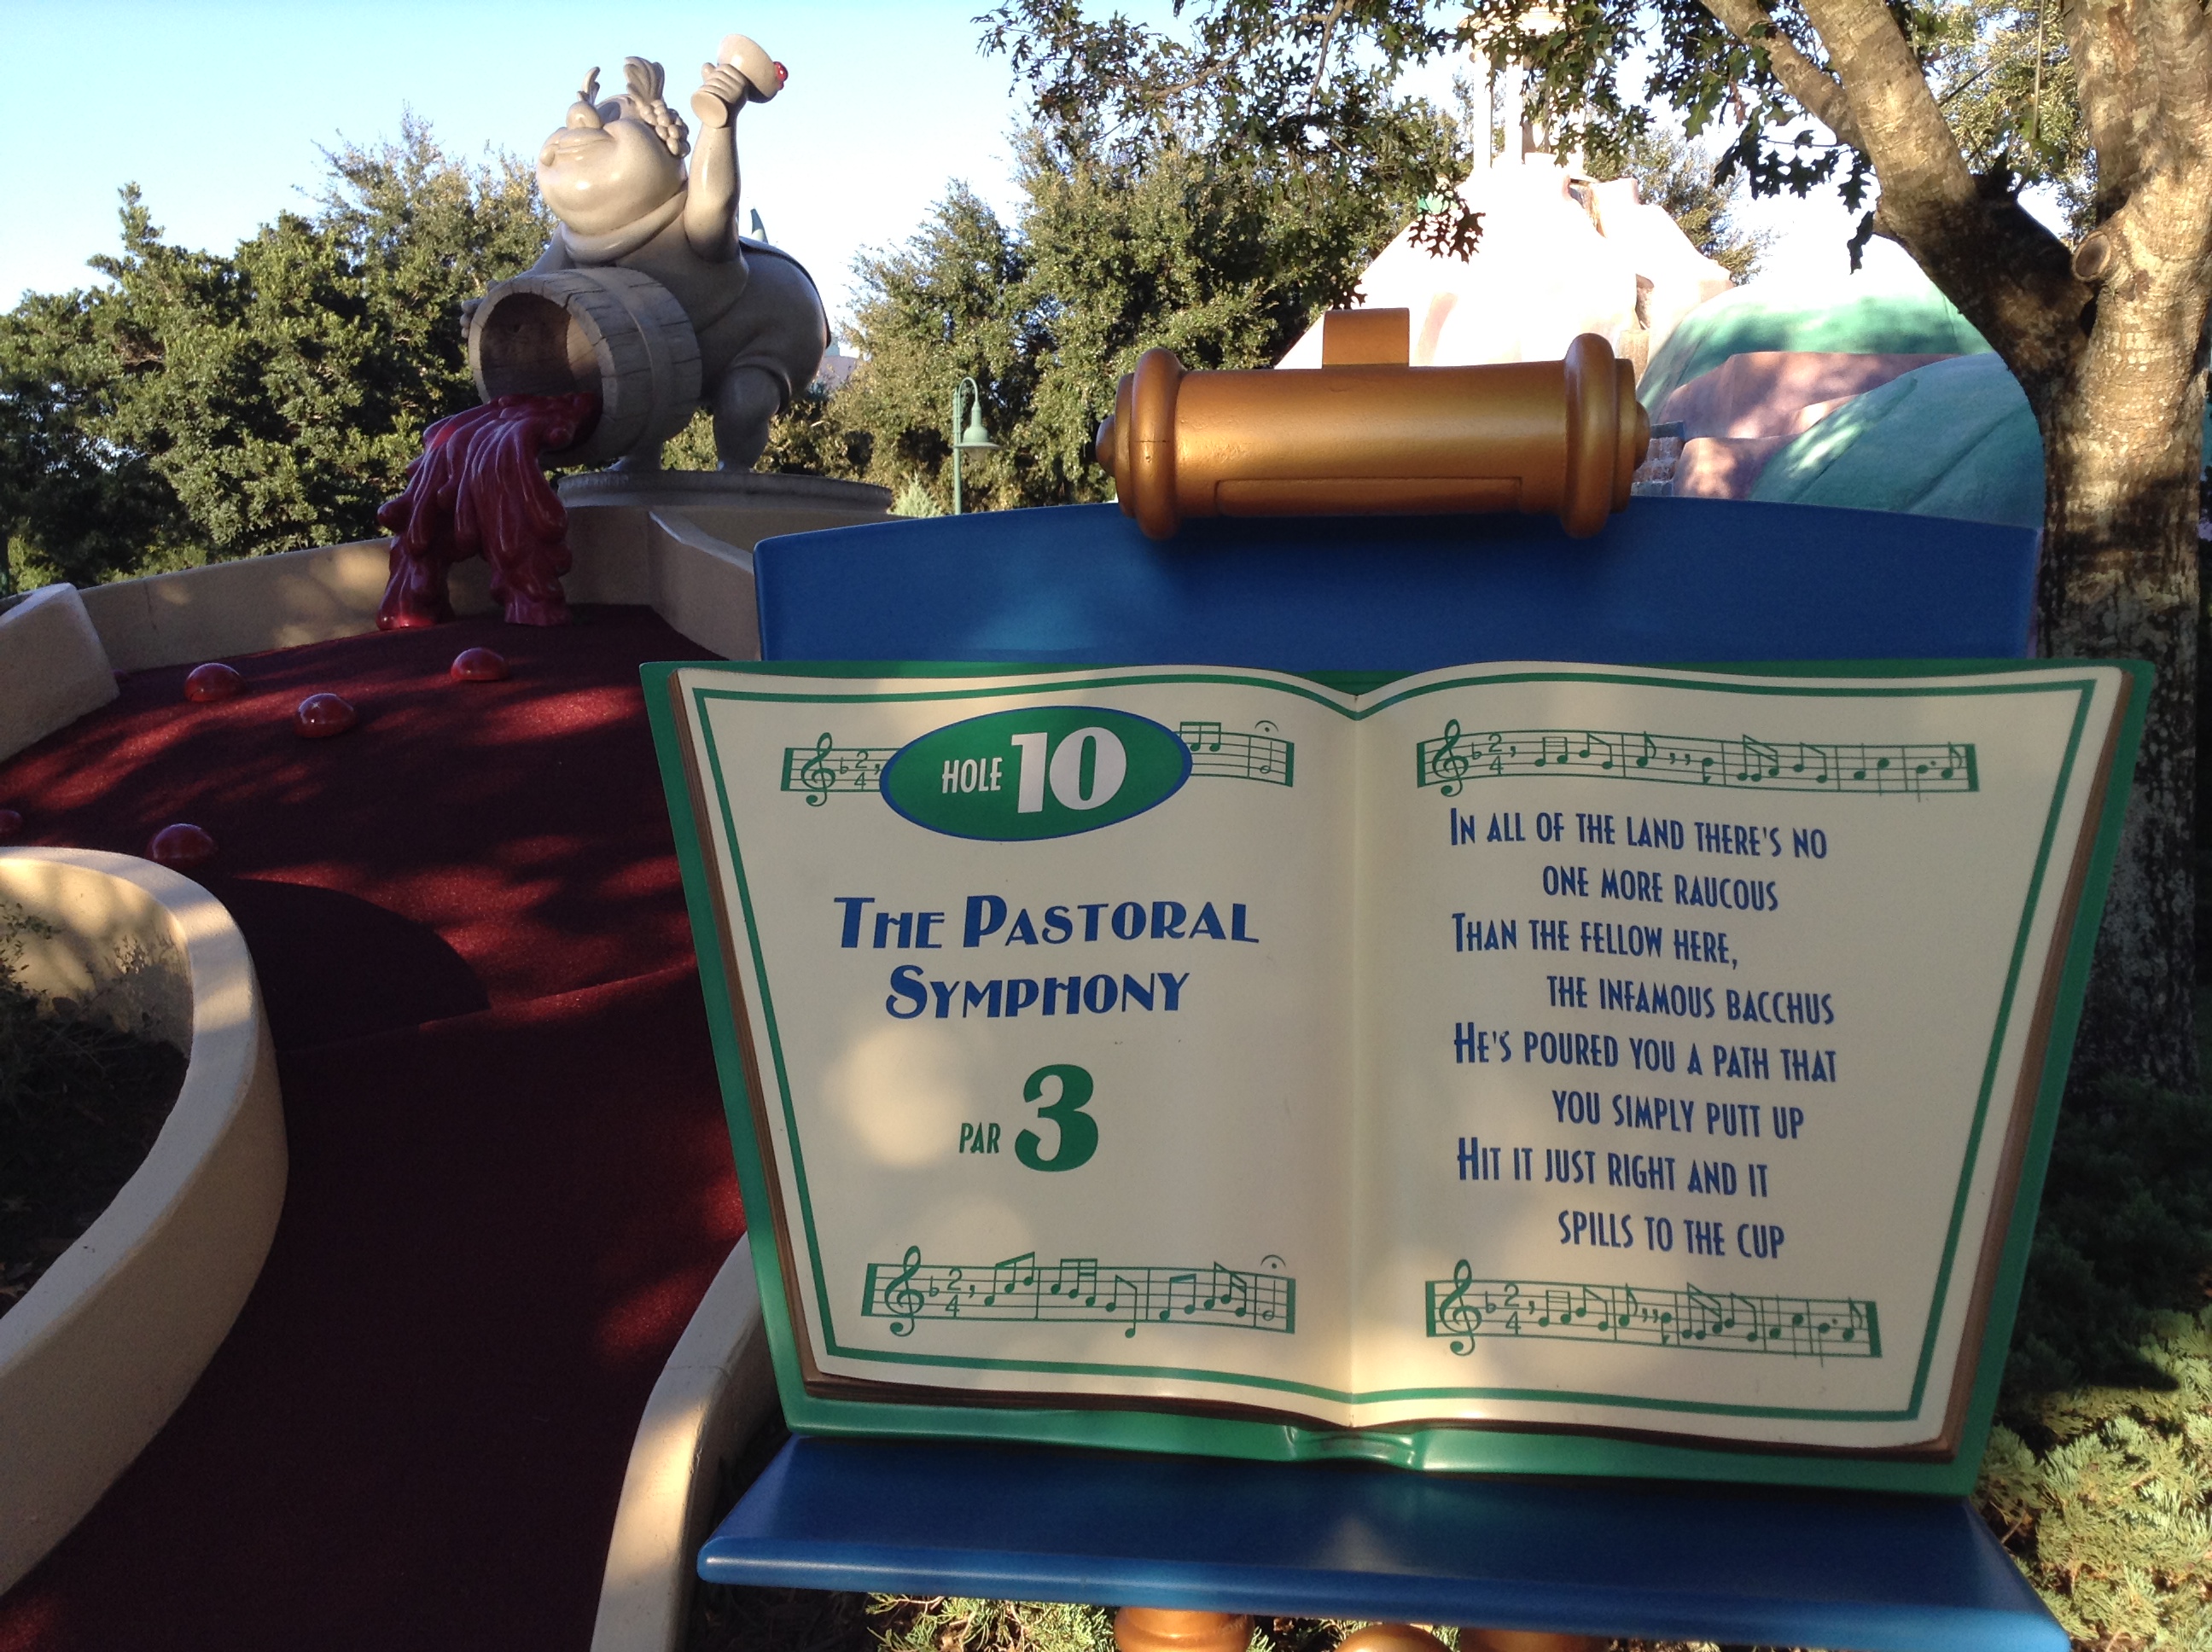 HOLE 10
THE PASTORAL
SYMPHONY
PAR 3
IN ALL OF THE LAND THERE'S NO
ONE MORE RAUCOUS
THAN THE FELLOW HERE,
THE INFAMOUS BACCHUS
HE'S POURED YOU A PATH THAT
YOU SIMPLY PUTT UP
HIT IT JUST RIGHT AND IT
SPILLS TO THE CUP